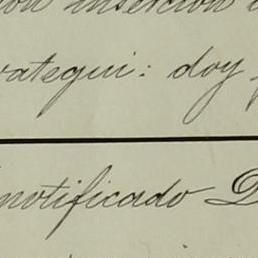 inserción
rategui: doy
notificado D